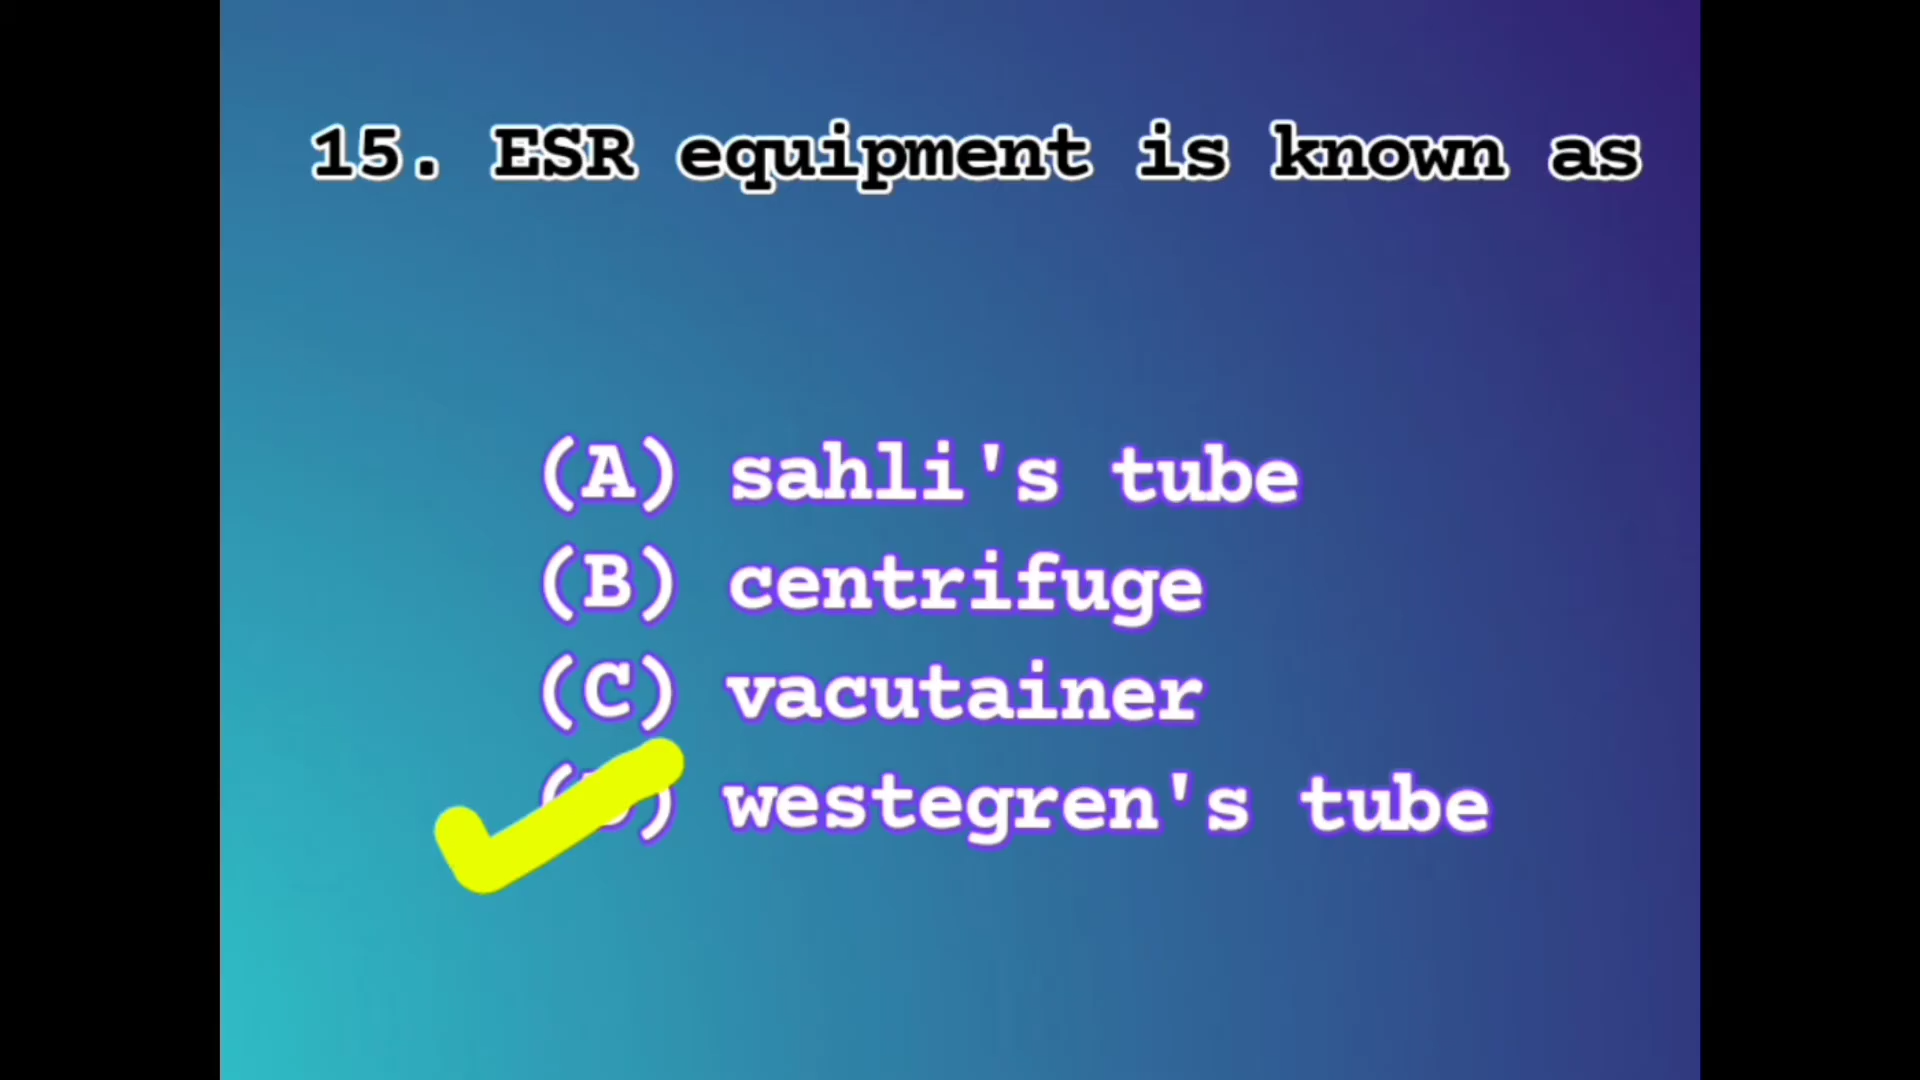 15. ESR equipment is known as
(A) sahli's tube
(B) centrifuge
(C) vacutainer
westegren's tube